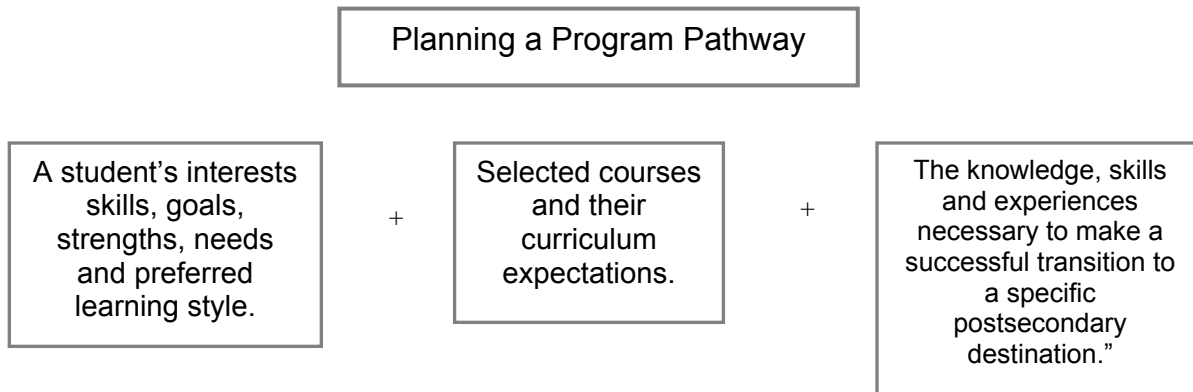 Planning a Program Pathway
A student’s interests
skills, goals,
strengths, needs
and preferred
learning style.
+
Selected courses
and their
curriculum
expectations.
+
The knowledge, skills
and experiences
necessary to make a
successful transition to
a specific
postsecondary
destination.”